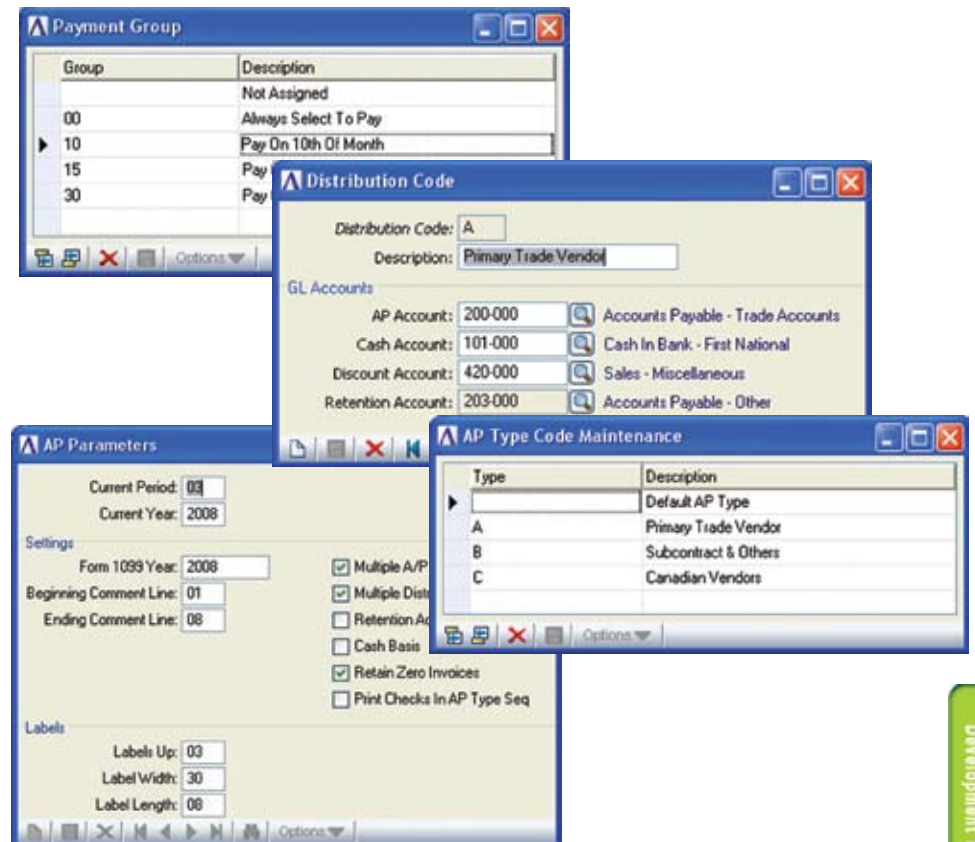 Payment Group
Group Description
Not Assigned
00 Always Select To Pay
10 Pay On 10th Of Month
15 Pay
30 Pay
Options
Distribution Code
Distribution Code: A
Description: Primary Trade Vendor
GL Accounts
AP Account: 200-000 Accounts Payable - Trade Accounts
Cash Account: 101-000 Cash In Bank - First National
Discount Account: 420-000 Sales - Miscellaneous
Retention Account: 203-000 Accounts Payable - Other
AP Parameters
Current Period: 03
Current Year: 2008
Settings
Form 1099 Year: 2008 Multiple A/P
Beginning Comment Line: 01 Multiple Distr
Ending Comment Line: 08 Retention Ac
Cash Basis
Retain Zero Invoices
Print Checks In AP Type Seq
Labels
Labels Up: 03
Label Width: 30
Label Length: 08
Options
AP Type Code Maintenance
Type Description
Default AP Type
A Primary Trade Vendor
B Subcontract & Others
C Canadian Vendors
Options
Development